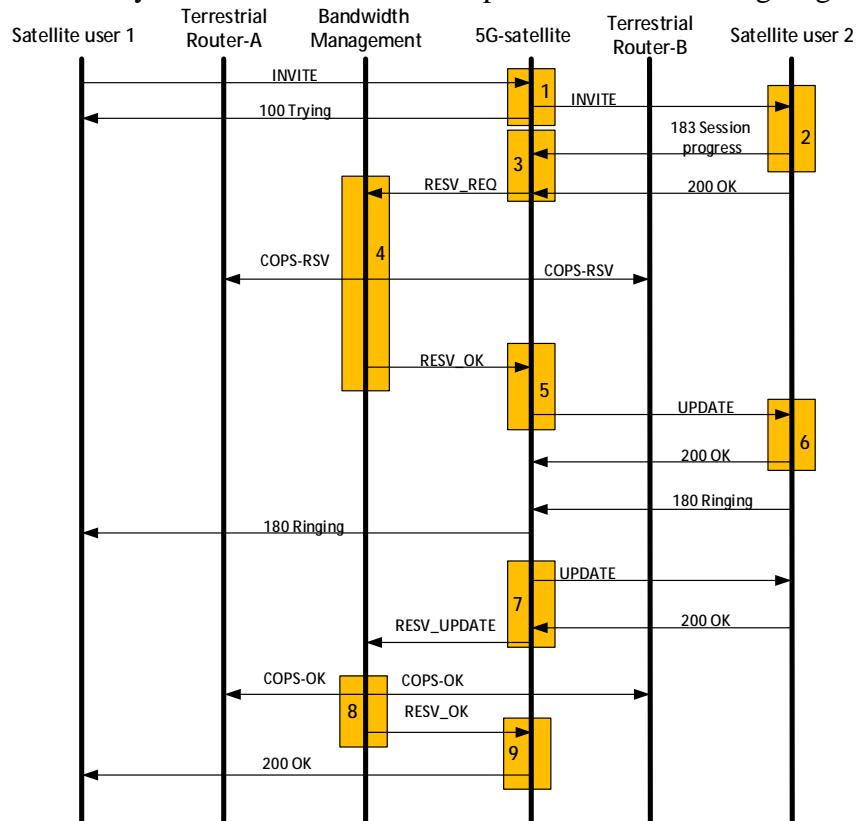 Satellite user 1
Terrestrial
Router-A
Bandwidth
Management
5G-satellite
Terrestrial
Router-B
Satellite user 2
INVITE
1
INVITE
100 Trying
183 Session
progress
2
3
RESV_REQ
200 OK
4
COPS-RSV
COPS-RSV
RESV_OK
5
UPDATE
6
200 OK
180 Ringing
180 Ringing
UPDATE
7
RESV_UPDATE
200 OK
COPS-OK
COPS-OK
8
RESV_OK
9
200 OK